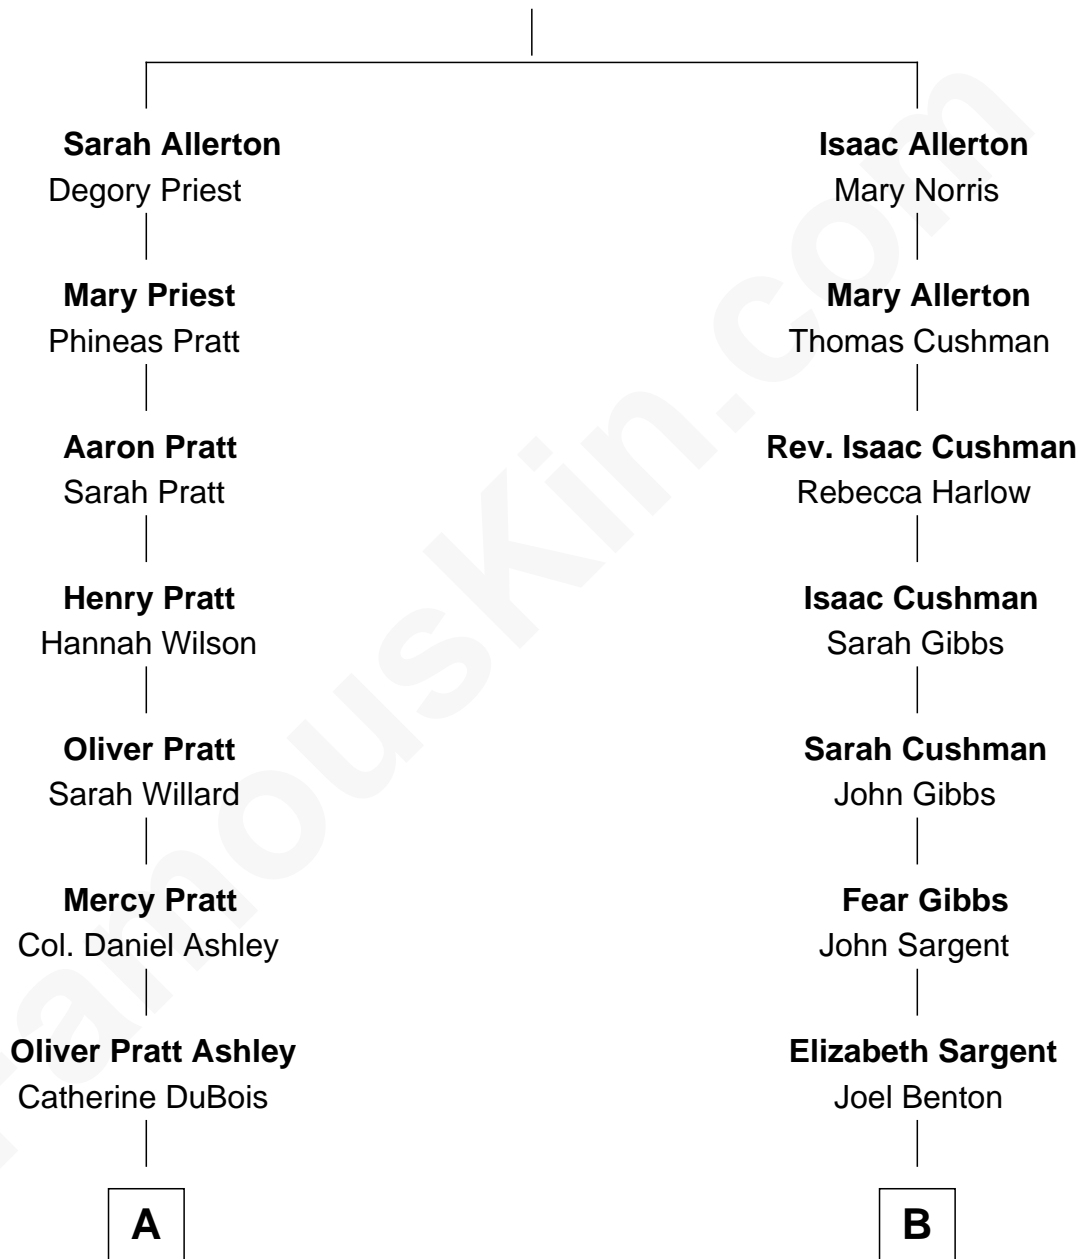 Sarah Allerton
Degory Priest
Mary Priest
Phineas Pratt
Aaron Pratt
Sarah Pratt
Henry Pratt
Hannah Wilson
Oliver Pratt
Sarah Willard
Mercy Pratt
Col. Daniel Ashley
Oliver Pratt Ashley
Catherine DuBois
A
Isaac Allerton
Mary Norris
Mary Allerton
Thomas Cushman
Rev. Isaac Cushman
Rebecca Harlow
Isaac Cushman
Sarah Gibbs
Sarah Cushman
John Gibbs
Fear Gibbs
John Sargent
Elizabeth Sargent
Joel Benton
B
FamousKin.com